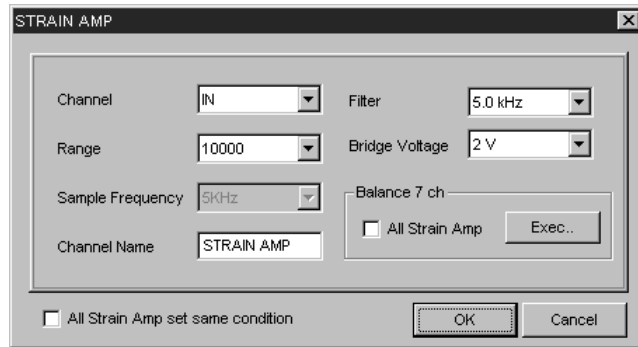 STRAIN AMP
Channel
IN
Range
10000
Sample Frequency
5KHz
Channel Name
STRAIN AMP
Filter
5.0 kHz
Bridge Voltage
2 V
Balance 7 ch
All Strain Amp
Exec..
All Strain Amp set same condition
OK
Cancel